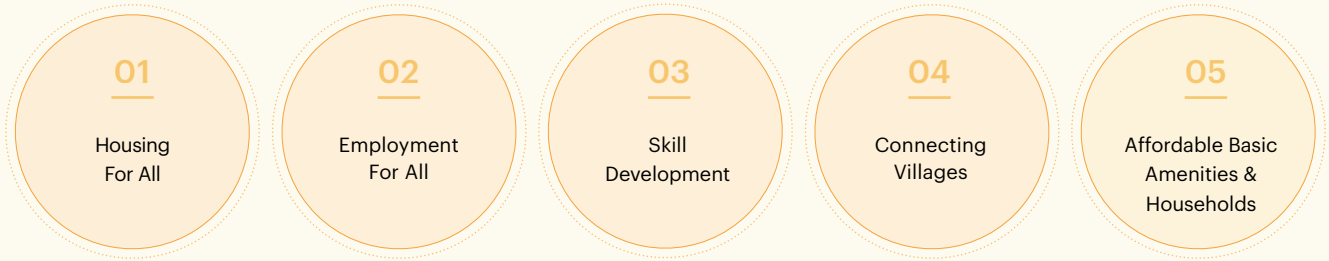 01
Housing
For All
02
Employment
For All
03
Skill
Development
04
Connecting
Villages
05
Affordable Basic
Amenities &
Households